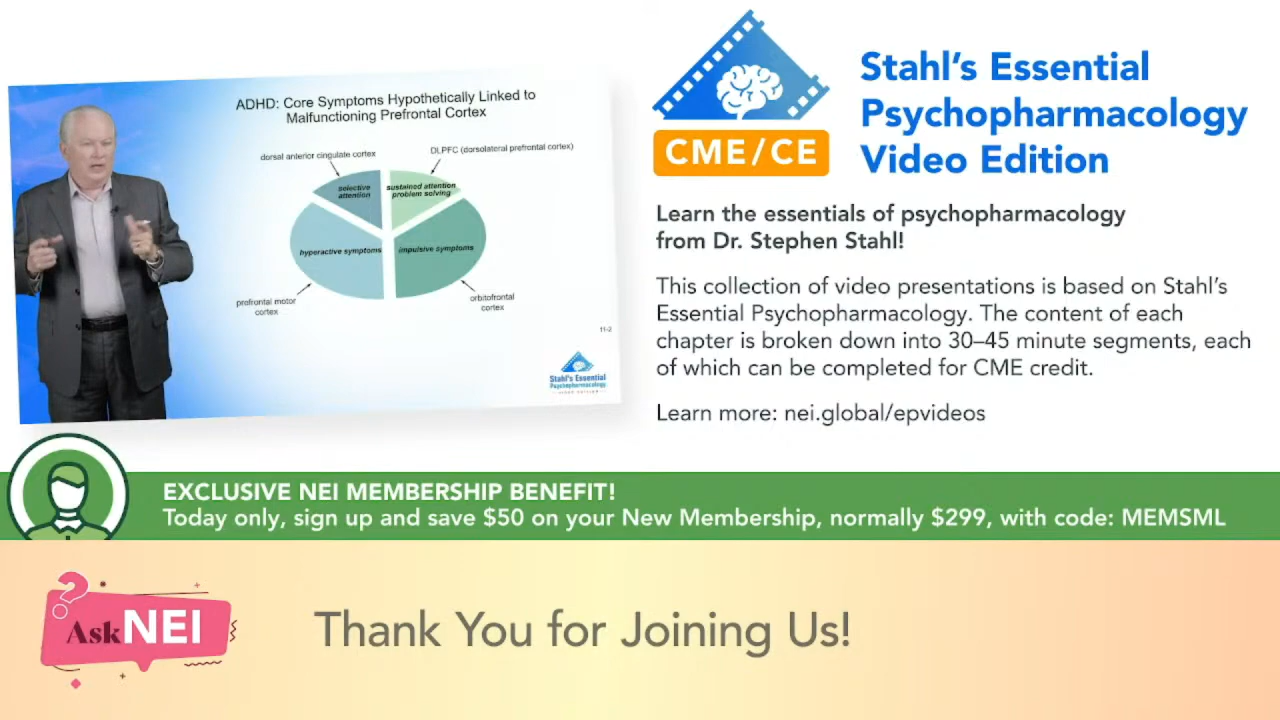 ADHD: Core Symptoms Hypothetically Linked to
Malfunctioning Prefrontal Cortex
dorsal anterior cingulate cortex
DLPFC (dorsolateral prefrontal cortex)
selective
attention
sustained attention
problem solving
hyperactive symptoms
impulsive symptoms
prefrontal motor
cortex
orbitofrontal
cortex
11-2
Stahl's Essential
Psychopharmacology
VIDEO EDITION
CME/CE
Stahl's Essential
Psychopharmacology
Video Edition
Learn the essentials of psychopharmacology
from Dr. Stephen Stahl!
This collection of video presentations is based on Stahl's
Essential Psychopharmacology. The content of each
chapter is broken down into 30–45 minute segments, each
of which can be completed for CME credit.
Learn more: nei.global/epvideos
EXCLUSIVE NEI MEMBERSHIP BENEFIT!
Today only, sign up and save $50 on your New Membership, normally $299, with code: MEMSML
?
Ask NEI
Thank You for Joining Us!